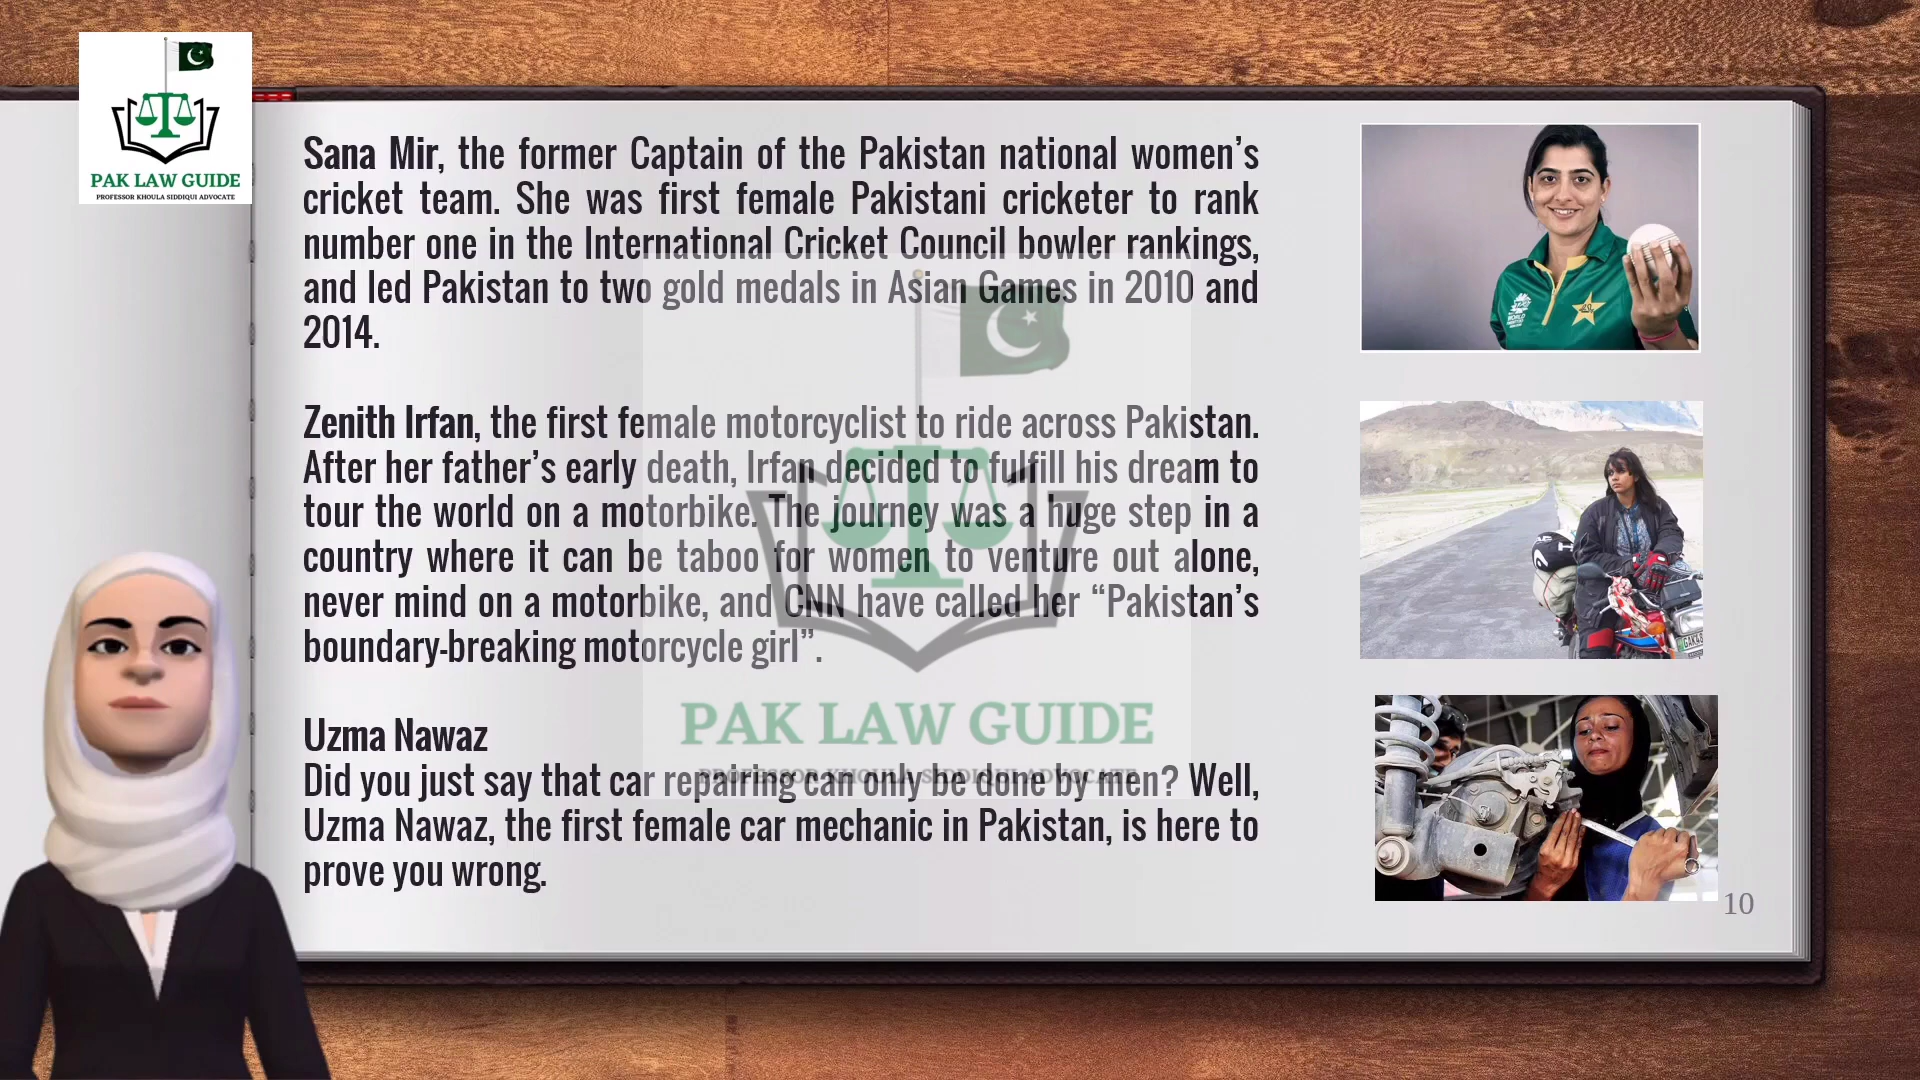 PAK LAW GUIDE
PROFESSOR KHOULA SIDDIQUI ADVOCATE
Sana Mir, the former Captain of the Pakistan national women’s
cricket team. She was first female Pakistani cricketer to rank
number one in the International Cricket Council bowler rankings,
and led Pakistan to two gold medals in Asian Games in 2010 and
2014.
Zenith Irfan, the first female motorcyclist to ride across Pakistan.
After her father’s early death, Irfan decided to fulfill his dream to
tour the world on a motorbike. The journey was a huge step in a
country where it can be taboo for women to venture out alone,
never mind on a motorbike, and CNN have called her “Pakistan’s
boundary-breaking motorcycle girl”.
Uzma Nawaz
Did you just say that car repairing can only be done by men? Well,
Uzma Nawaz, the first female car mechanic in Pakistan, is here to
prove you wrong.
PAK LAW GUIDE
PROFESSOR KHOULA SIDDIQUI ADVOCATE
10